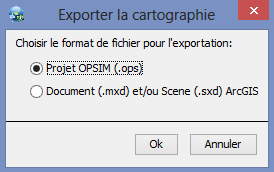 Exporter la cartographie
Choisir le format de fichier pour l'exportation:
Projet OPSIM (.ops)
Document (.mxd) et/ou Scene (.sxd) ArcGIS
Ok Annuler